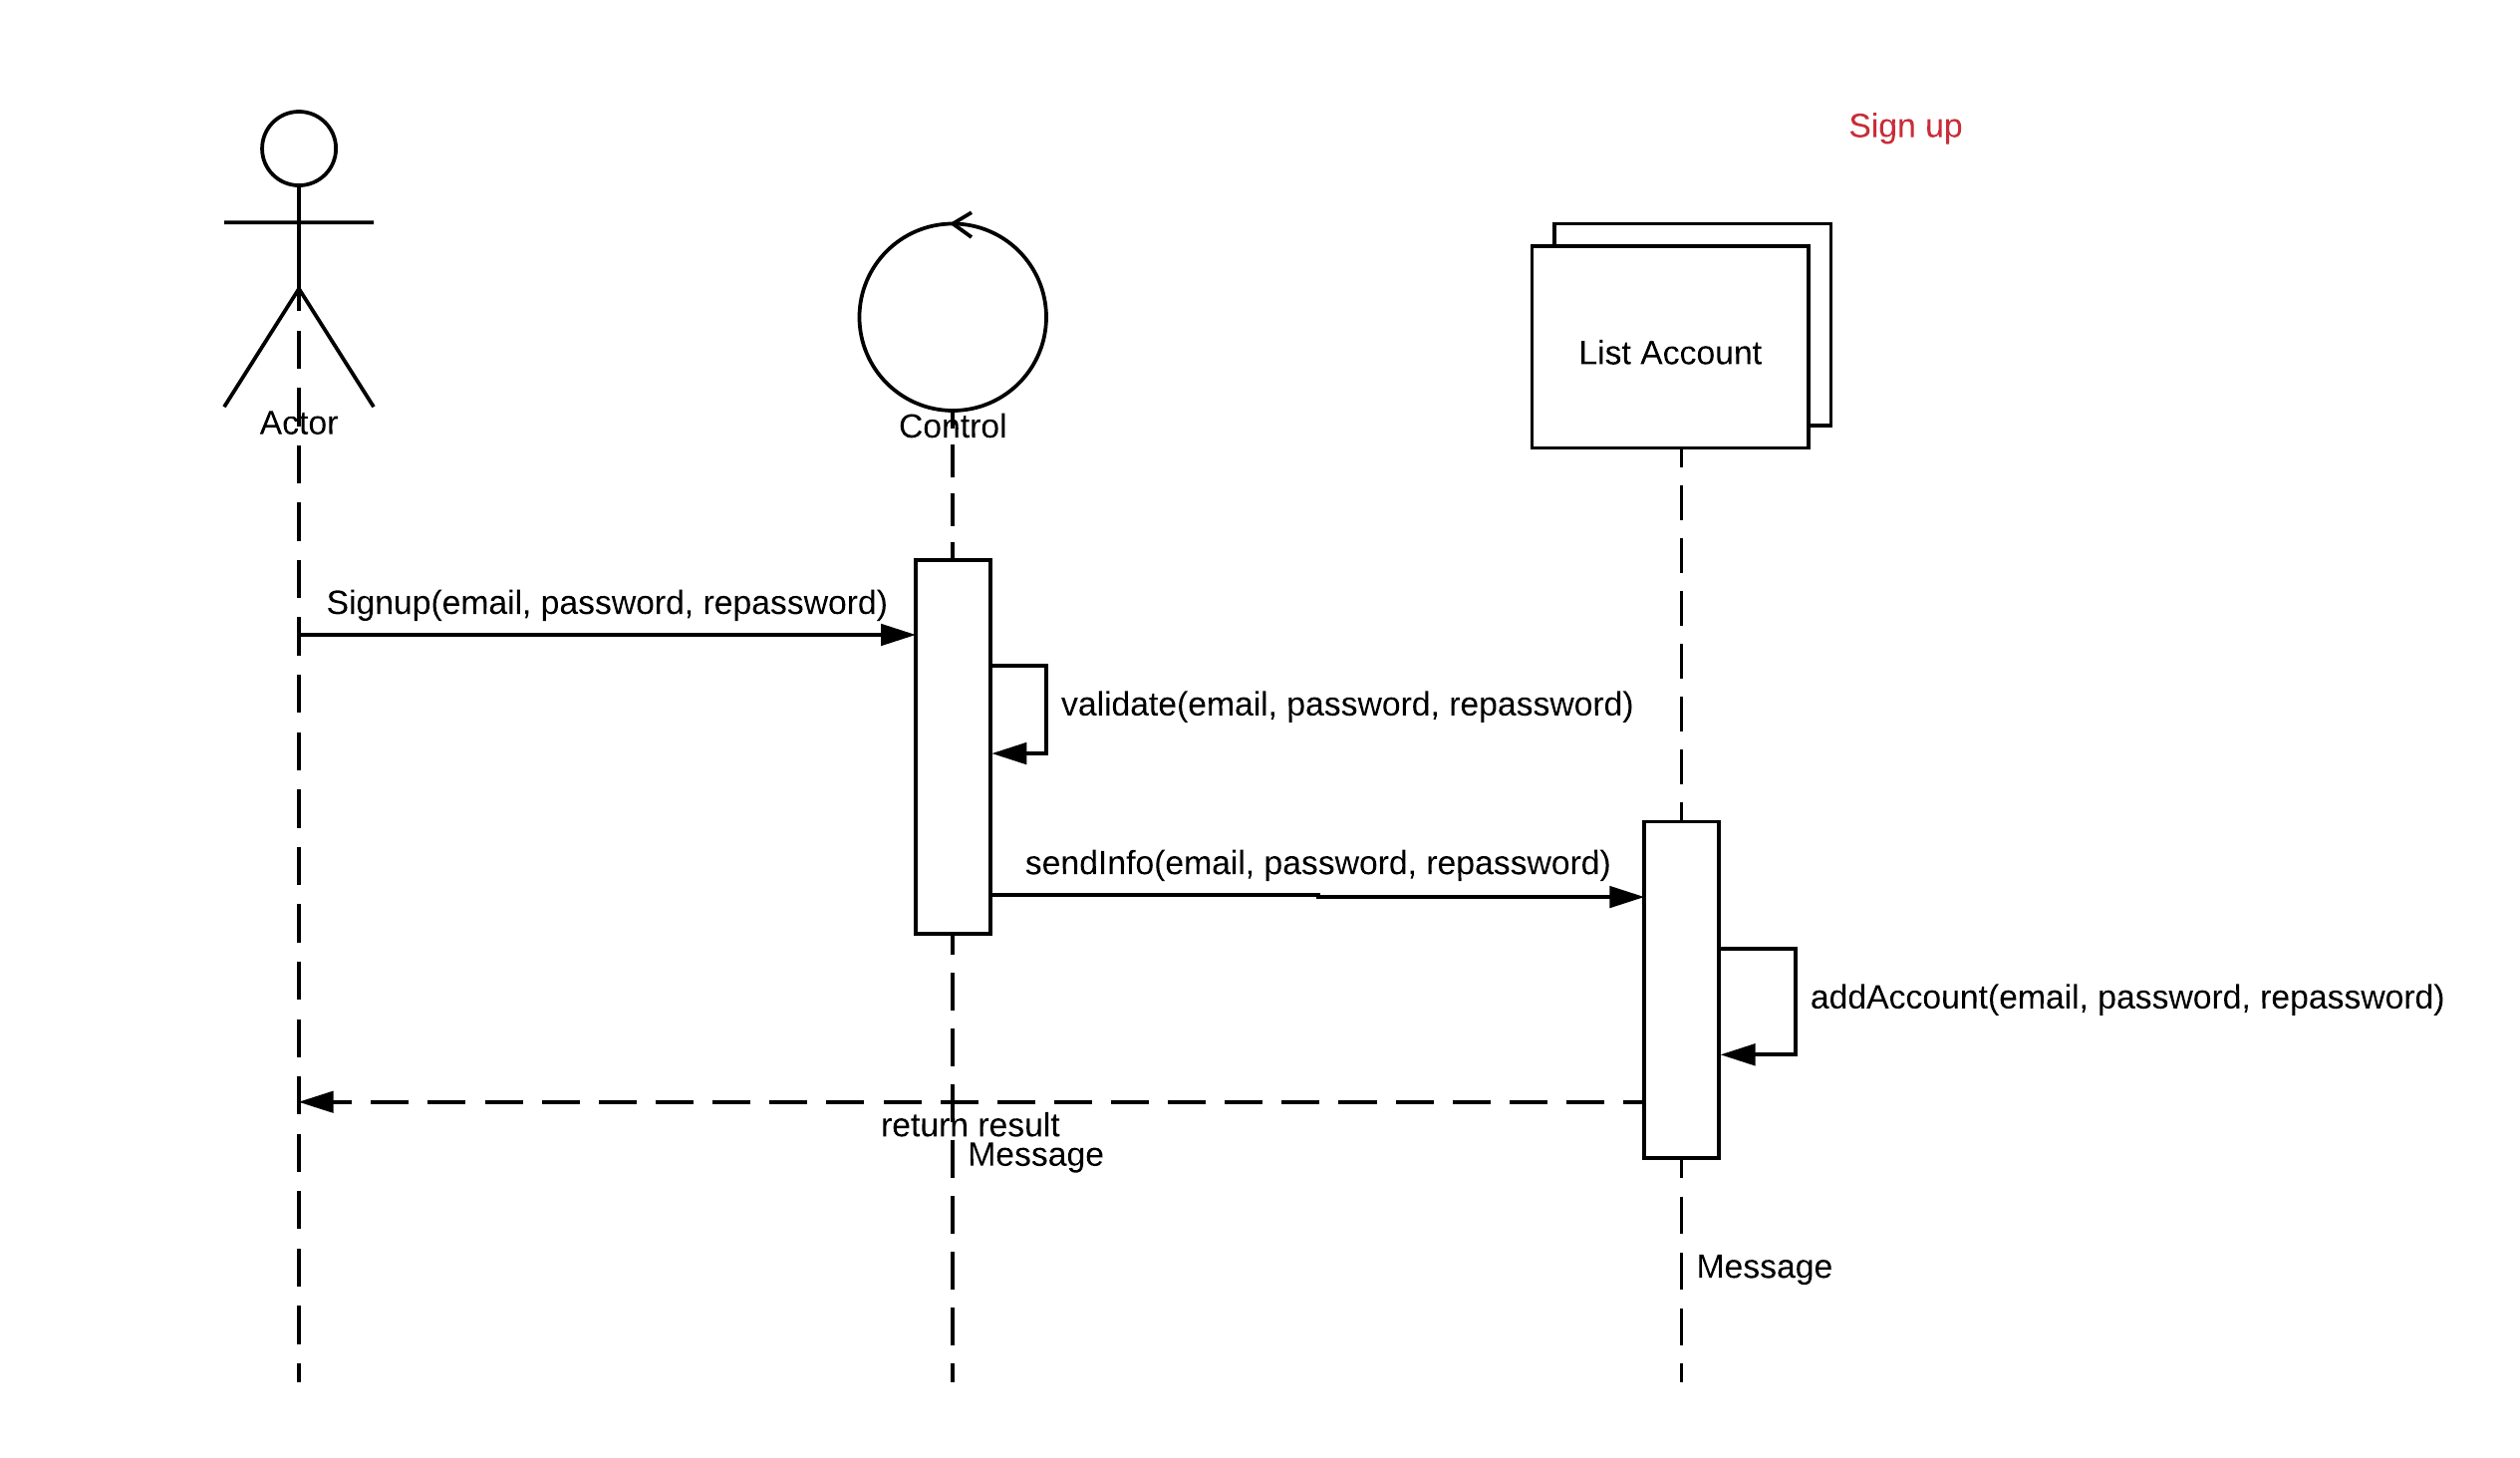 Sign up
List Account
Actor
Control
Signup(email, password, repassword)
validate(email, password, repassword)
sendInfo(email, password, repassword)
addAccount(email, password, repassword)
return result
Message
Message